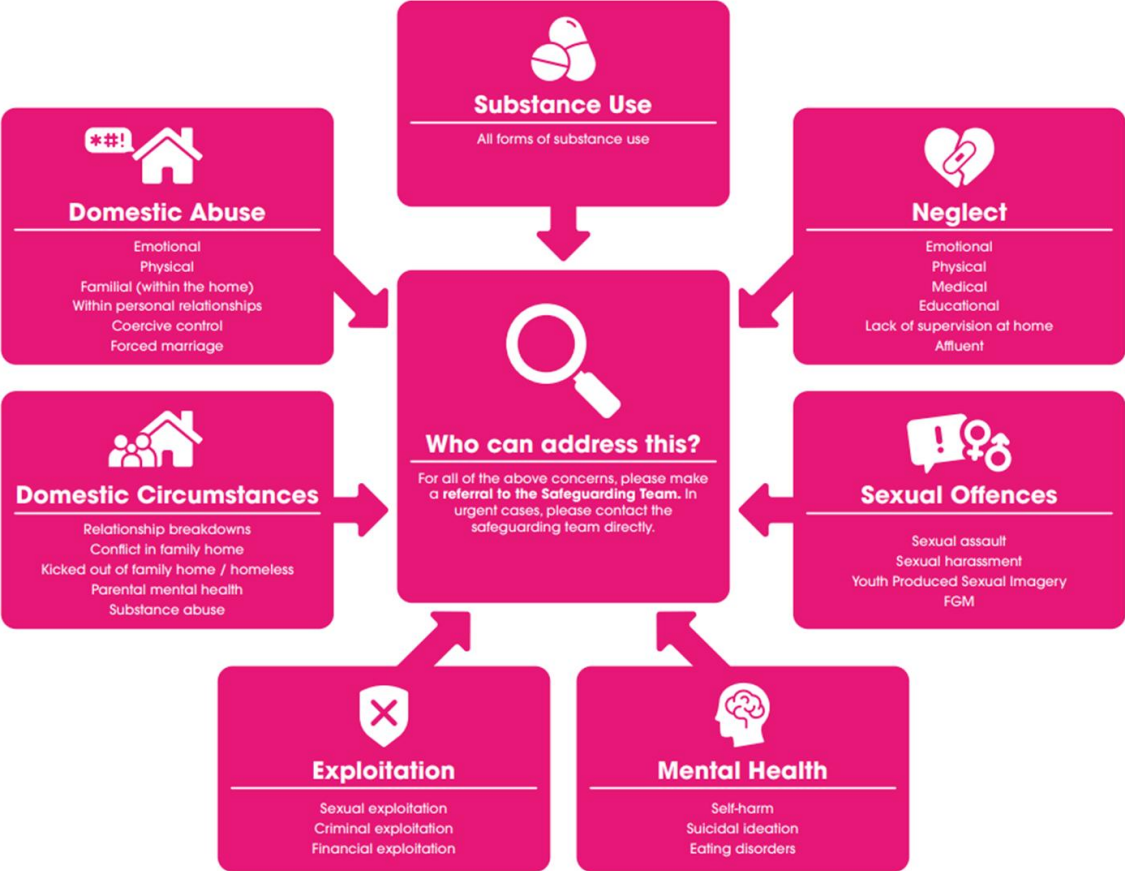 Substance Use
All forms of substance use
*#!
Domestic Abuse
Emotional
Physical
Familial (within the home)
Within personal relationships
Coercive control
Forced marriage
Neglect
Emotional
Physical
Medical
Educational
Lack of supervision at home
Affluent
Who can address this?
For all of the above concerns, please make
a referral to the Safeguarding Team. In
urgent cases, please contact the
safeguarding team directly.
Domestic Circumstances
Relationship breakdowns
Conflict in family home
Kicked out of family home / homeless
Parental mental health
Substance abuse
!
Sexual Offences
Sexual assault
Sexual harassment
Youth Produced Sexual Imagery
FGM
Exploitation
Sexual exploitation
Criminal exploitation
Financial exploitation
Mental Health
Self-harm
Suicidal ideation
Eating disorders